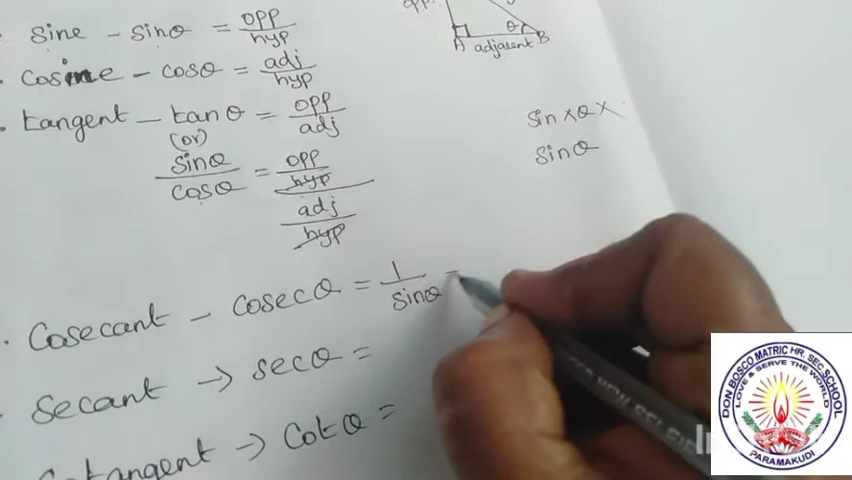 opp.
sine - sinθ = opp/hyp
cosine - cosθ = adj/hyp
A adjacent B
θ
tangent - tanθ = opp/adj
sin x θ x
(or)
sinθ
sinθ/cosθ = opp/hyp / adj/hyp
Cosecant - cosecθ = 1/sinθ =
secant → secθ =
tangent → Cotθ =
DON BOSCO MATRIC HR. SEC. SCHOOL
LOVE & SERVE THE WORLD
PARAMAKUDI